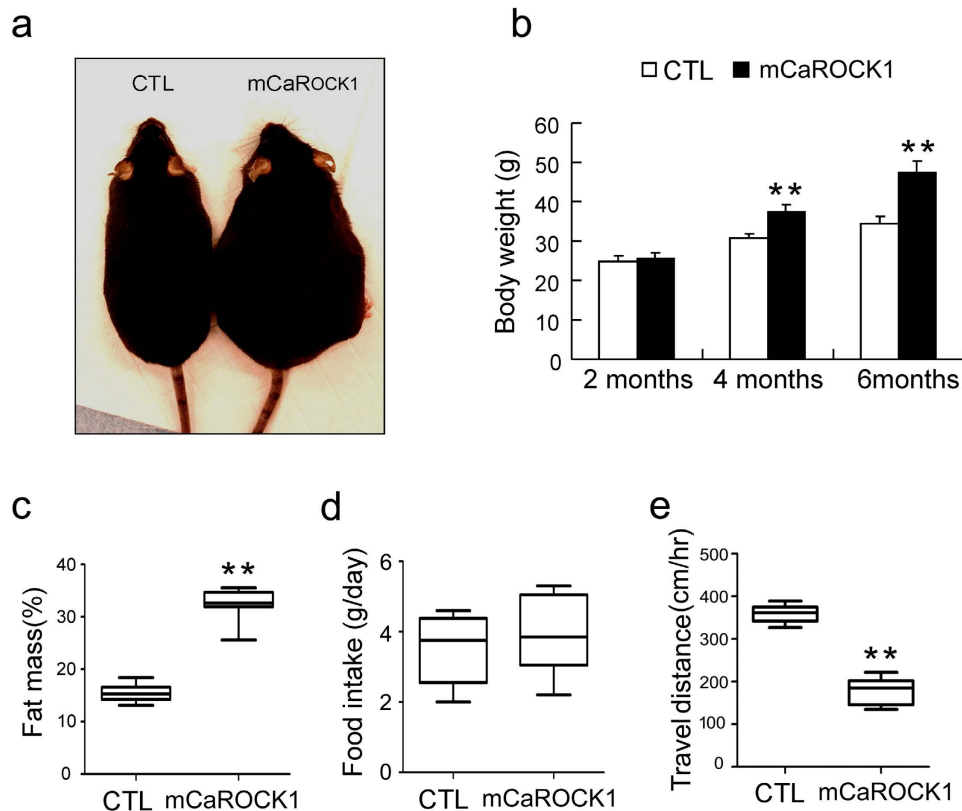 a
CTL mCaROCK1
b
CTL mCaROCK1
Body weight (g)
60
50
40
30
20
10
0
** **
2 months 4 months 6months
c
Fat mass(%)
40
30
20
10
0
**
CTL mCaROCK1
d
Food intake (g/day)
6
4
2
0
CTL mCaROCK1
e
Travel distance(cm/hr)
500
400
300
200
100
0
**
CTL mCaROCK1